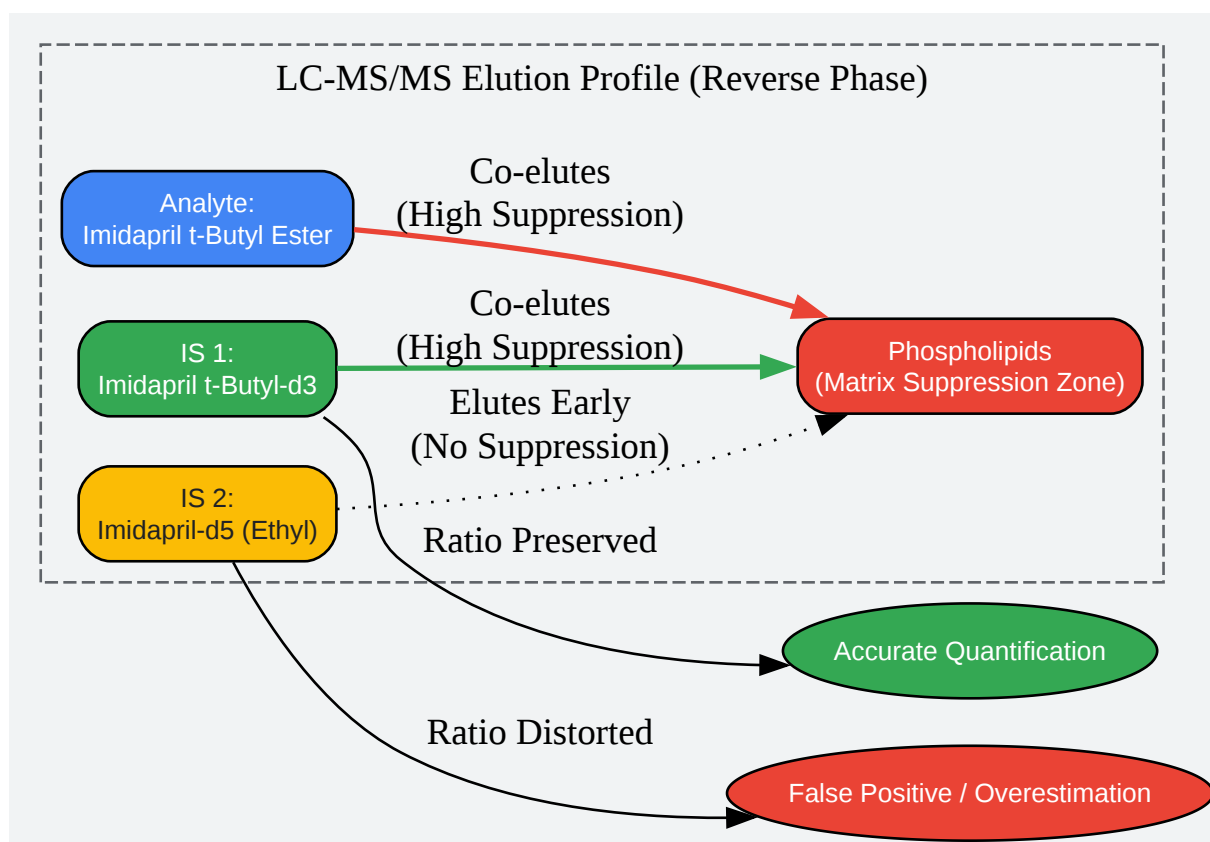 LC-MS/MS Elution Profile (Reverse Phase)
Analyte:
Imidapril t-Butyl Ester
Co-elutes
(High Suppression)
IS 1:
Imidapril t-Butyl-d3
Co-elutes
(High Suppression)
Phospholipids
(Matrix Suppression Zone)
Elutes Early
(No Suppression)
IS 2:
Imidapril-d5 (Ethyl)
Ratio Preserved
Accurate Quantification
Ratio Distorted
False Positive / Overestimation